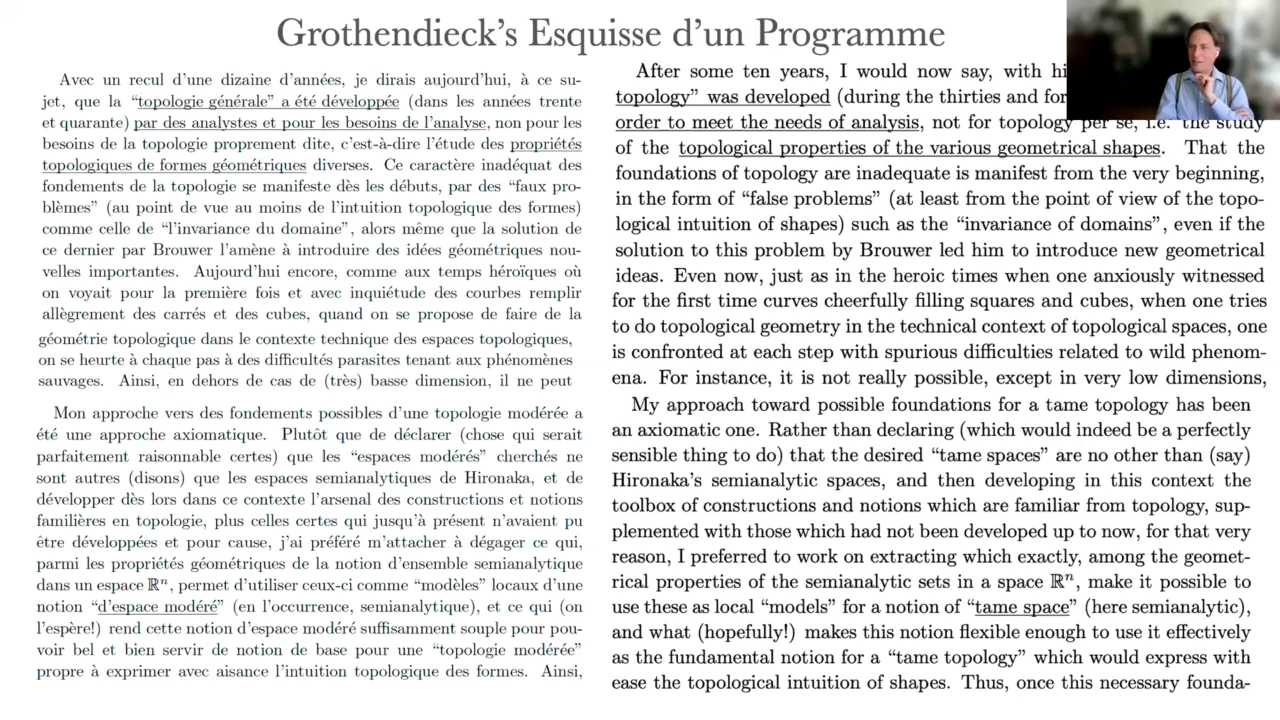 Grothendieck's Esquisse d'un Programme
Avec un recul d'une dizaine d'années, je dirais aujourd'hui, à ce su-
jet, que la “topologie générale” a été développée (dans les années trente
et quarante) par des analystes et pour les besoins de l'analyse, non pour les
besoins de la topologie proprement dite, c'est-à-dire l'étude des propriétés
topologiques de formes géométriques diverses. Ce caractère inadéquat des
fondements de la topologie se manifeste dès les débuts, par des “faux pro-
blèmes” (au point de vue au moins de l'intuition topologique des formes)
comme celle de “l'invariance du domaine”, alors même que la solution de
ce dernier par Brouwer l'amène à introduire des idées géométriques nou-
velles importantes. Aujourd'hui encore, comme aux temps héroïques où
on voyait pour la première fois et avec inquiétude des courbes remplir
allègrement des carrés et des cubes, quand on se propose de faire de la
géométrie topologique dans le contexte technique des espaces topologiques,
on se heurte à chaque pas à des difficultés parasites tenant aux phénomènes
sauvages. Ainsi, en dehors de cas de (très) basse dimension, il ne peut
Mon approche vers des fondements possibles d'une topologie modérée a
été une approche axiomatique. Plutôt que de déclarer (chose qui serait
parfaitement raisonnable certes) que les “espaces modérés” cherchés ne
sont autres (disons) que les espaces semianalytiques de Hironaka, et de
développer dès lors dans ce contexte l'arsenal des constructions et notions
familières en topologie, plus celles certes qui jusqu'à présent n'avaient pu
être développées et pour cause, j'ai préféré m'attacher à dégager ce qui,
parmi les propriétés géométriques de la notion d'ensemble semianalytique
dans un espace ℝⁿ, permet d'utiliser ceux-ci comme “modèles” locaux d'une
notion “d'espace modéré” (en l'occurrence, semianalytique), et ce qui (on
l'espère!) rend cette notion d'espace modéré suffisamment souple pour pou-
voir bel et bien servir de notion de base pour une “topologie modérée”
propre à exprimer avec aisance l'intuition topologique des formes. Ainsi,
After some ten years, I would now say, with
topology” was developed (during the thirties and
order to meet the needs of analysis, not for topology per se, i.e. the study
of the topological properties of the various geometrical shapes. That the
foundations of topology are inadequate is manifest from the very beginning,
in the form of “false problems” (at least from the point of view of the topo-
logical intuition of shapes) such as the “invariance of domains”, even if the
solution to this problem by Brouwer led him to introduce new geometrical
ideas. Even now, just as in the heroic times when one anxiously witnessed
for the first time curves cheerfully filling squares and cubes, when one tries
to do topological geometry in the technical context of topological spaces, one
is confronted at each step with spurious difficulties related to wild phenom-
ena. For instance, it is not really possible, except in very low dimensions,
My approach toward possible foundations for a tame topology has been
an axiomatic one. Rather than declaring (which would indeed be a perfectly
sensible thing to do) that the desired “tame spaces” are no other than (say)
Hironaka's semianalytic spaces, and then developing in this context the
toolbox of constructions and notions which are familiar from topology, sup-
plemented with those which had not been developed up to now, for that very
reason, I preferred to work on extracting which exactly, among the geomet-
rical properties of the semianalytic sets in a space ℝⁿ, make it possible to
use these as local “models” for a notion of “tame space” (here semianalytic),
and what (hopefully!) makes this notion flexible enough to use it effectively
as the fundamental notion for a “tame topology” which would express with
ease the topological intuition of shapes. Thus, once this necessary founda-